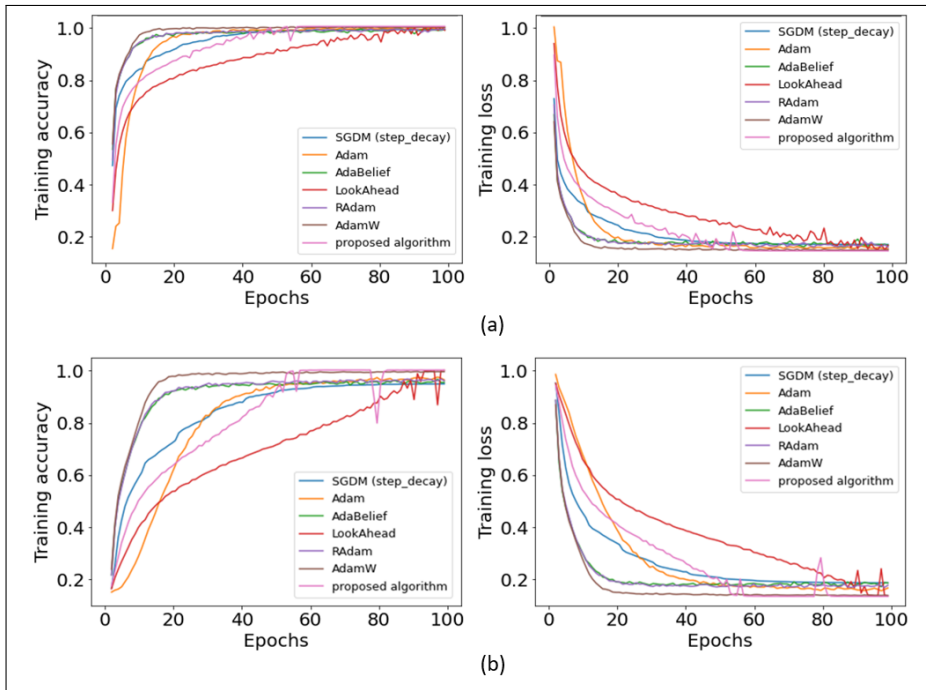 1.0
0.8
0.6
0.4
0.2
Training accuracy
SGDM (step_decay)
Adam
AdaBelief
LookAhead
RAdam
AdamW
proposed algorithm
0 20 40 60 80 100
Epochs
1.0
0.8
0.6
0.4
0.2
Training loss
SGDM (step_decay)
Adam
AdaBelief
LookAhead
RAdam
AdamW
proposed algorithm
0 20 40 60 80 100
Epochs
(a)
1.0
0.8
0.6
0.4
0.2
Training accuracy
SGDM (step_decay)
Adam
AdaBelief
LookAhead
RAdam
AdamW
proposed algorithm
0 20 40 60 80 100
Epochs
1.0
0.8
0.6
0.4
0.2
Training loss
SGDM (step_decay)
Adam
AdaBelief
LookAhead
RAdam
AdamW
proposed algorithm
0 20 40 60 80 100
Epochs
(b)